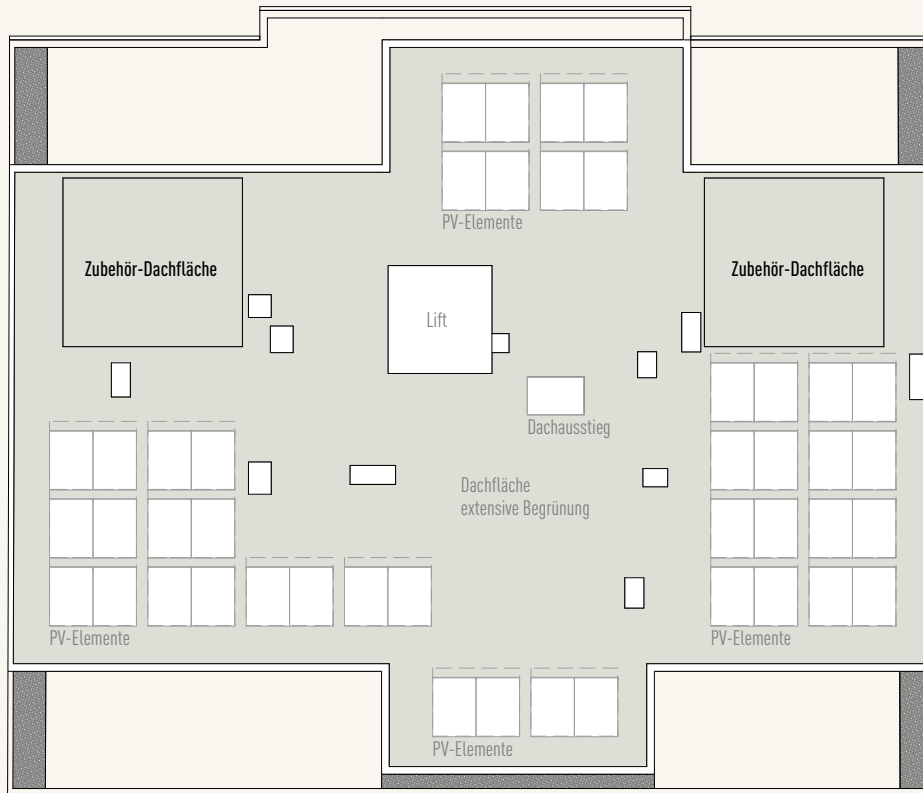 PV-Elemente
Zubehör-Dachfläche
Zubehör-Dachfläche
Lift
Dachausstieg
Dachfläche
extensive Begrünung
PV-Elemente
PV-Elemente
PV-Elemente